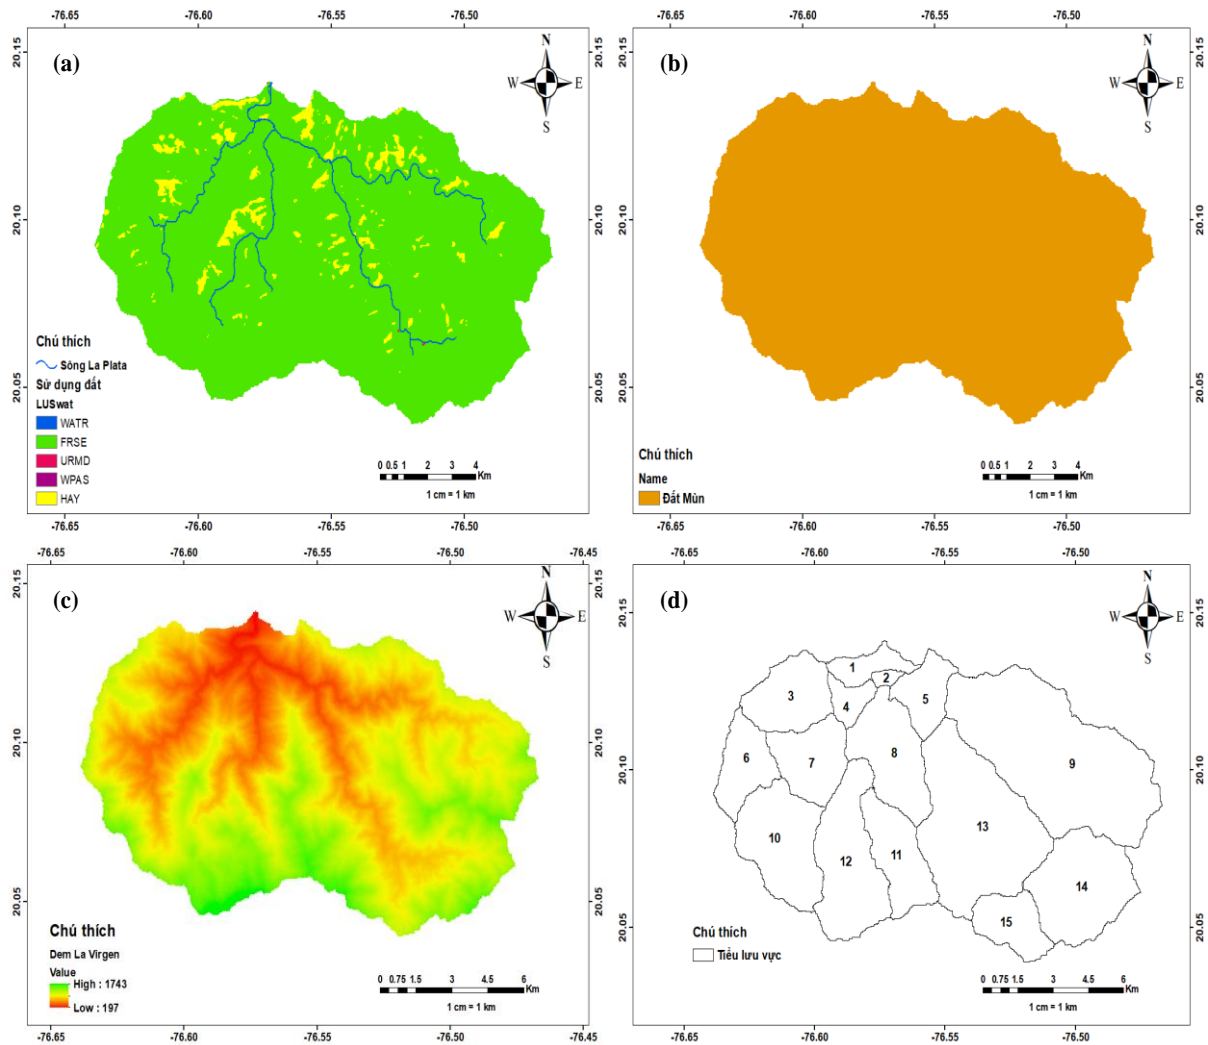 -76.65 -76.60 -76.55 -76.50
20.15 20.15
(a)
N
W E
S
20.10 20.10
Chú thích
Sông La Plata
Sử dụng đất
LUSwat
WATR
FRSE
URMD
WPAS
HAY
20.05 20.05
0 0.5 1 2 3 4
Km
1 cm = 1 km
-76.65 -76.60 -76.55 -76.50
-76.65 -76.60 -76.55 -76.50
20.15 20.15
(b)
N
W E
S
20.10 20.10
20.05 20.05
Chú thích
Name
Đất Mùn
0 0.5 1 2 3 4
Km
1 cm = 1 km
-76.65 -76.60 -76.55 -76.50
-76.65 -76.60 -76.55 -76.50 -76.45
20.15 20.15
(c)
N
W E
S
20.10 20.10
20.05 20.05
Chú thích
Dem La Virgen
Value
High : 1743
Low : 197
0 0.75 1.5 3 4.5 6
Km
1 cm = 1 km
-76.65 -76.60 -76.55 -76.50 -76.45
-76.65 -76.60 -76.55 -76.50
20.15 20.15
(d)
N
W E
S
1
2
3
4
5
6
7
8
9
20.10 20.10
10
11
12
13
14
15
20.05 20.05
Chú thích
Tiểu lưu vực
0 0.75 1.5 3 4.5 6
Km
1 cm = 1 km
-76.65 -76.60 -76.55 -76.50